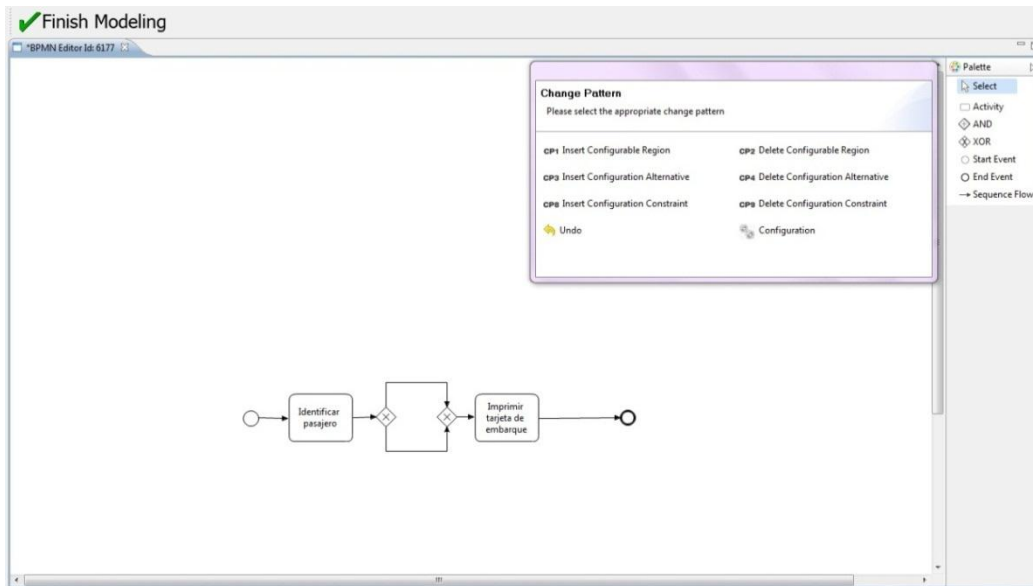 Finish Modeling
*BPMN Editor Id: 6177
Palette
Select
Activity
AND
XOR
Start Event
End Event
Sequence Flow
Change Pattern
Please select the appropriate change pattern
CP1 Insert Configurable Region
CP2 Delete Configurable Region
CP3 Insert Configuration Alternative
CP4 Delete Configuration Alternative
CP8 Insert Configuration Constraint
CP9 Delete Configuration Constraint
Undo
Configuration
Identificar
pasajero
Imprimir
tarjeta de
embarque